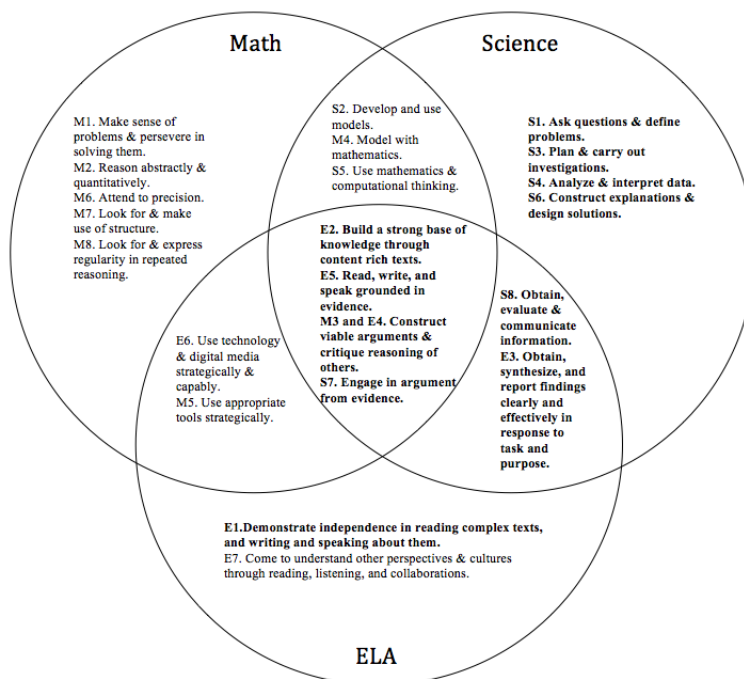 Math
Science
M1. Make sense of
problems & persevere in
solving them.
M2. Reason abstractly &
quantitatively.
M6. Attend to precision.
M7. Look for & make
use of structure.
M8. Look for & express
regularity in repeated
reasoning.
S2. Develop and use
models.
M4. Model with
mathematics.
S5. Use mathematics &
computational thinking.
S1. Ask questions & define
problems.
S3. Plan & carry out
investigations.
S4. Analyze & interpret data.
S6. Construct explanations &
design solutions.
E2. Build a strong base of
knowledge through
content rich texts.
E5. Read, write, and
speak grounded in
evidence.
M3 and E4. Construct
viable arguments &
critique reasoning of
others.
S7. Engage in argument
from evidence.
E6. Use technology
& digital media
strategically &
capably.
M5. Use appropriate
tools strategically.
S8. Obtain,
evaluate &
communicate
information.
E3. Obtain,
synthesize, and
report findings
clearly and
effectively in
response to
task and
purpose.
E1.Demonstrate independence in reading complex texts,
and writing and speaking about them.
E7. Come to understand other perspectives & cultures
through reading, listening, and collaborations.
ELA